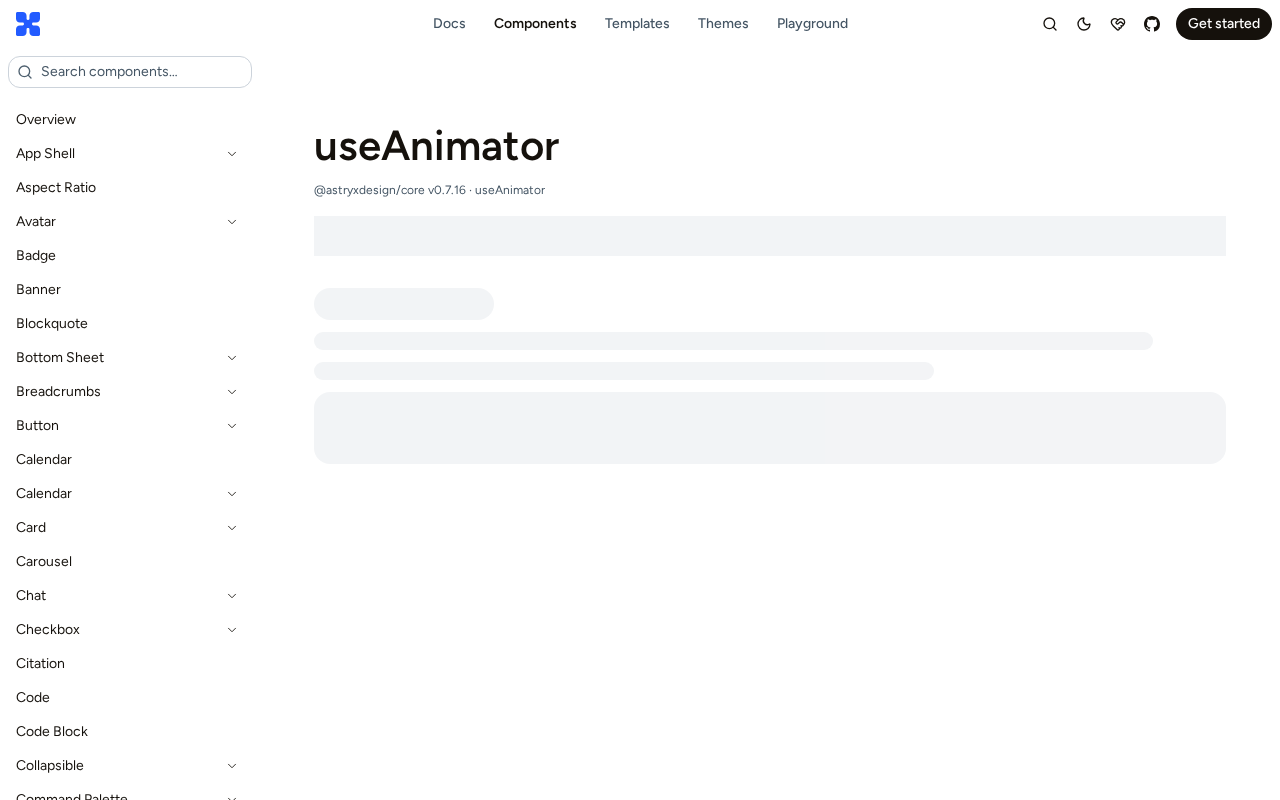 Docs
Components
Templates
Themes
Playground
Get started
Search components...
Overview
App Shell
Aspect Ratio
Avatar
Badge
Banner
Blockquote
Bottom Sheet
Breadcrumbs
Button
Calendar
Calendar
Card
Carousel
Chat
Checkbox
Citation
Code
Code Block
Collapsible
Command Palette
useAnimator
@astryxdesign/core v0.7.16 · useAnimator